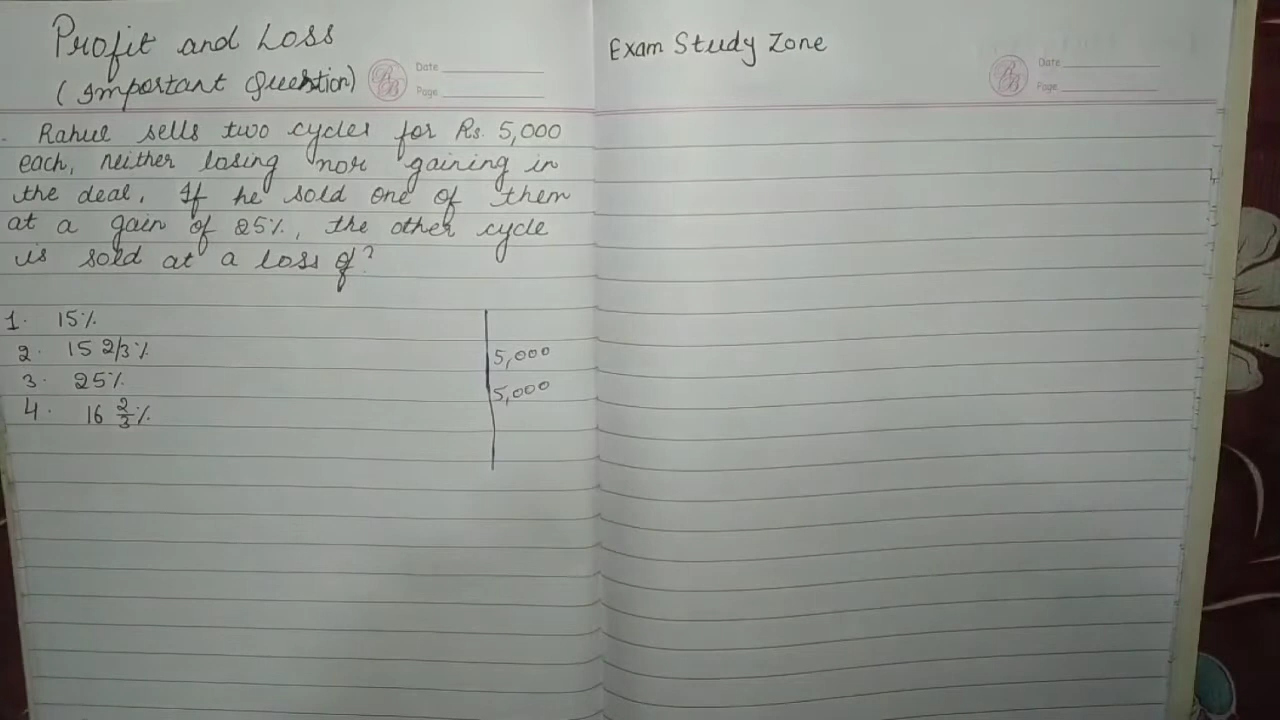 Profit and Loss
(Important Question)
Date
Page
Rahul sells two cycles for Rs. 5,000
each, neither losing nor gaining in
the deal. If he sold one of them
at a gain of 25%, the other cycle
is sold at a loss of?
1. 15%
2. 15 2/3%
3. 25%
4. 16 2/3%
5,000
5,000
Exam Study Zone
Date
Page